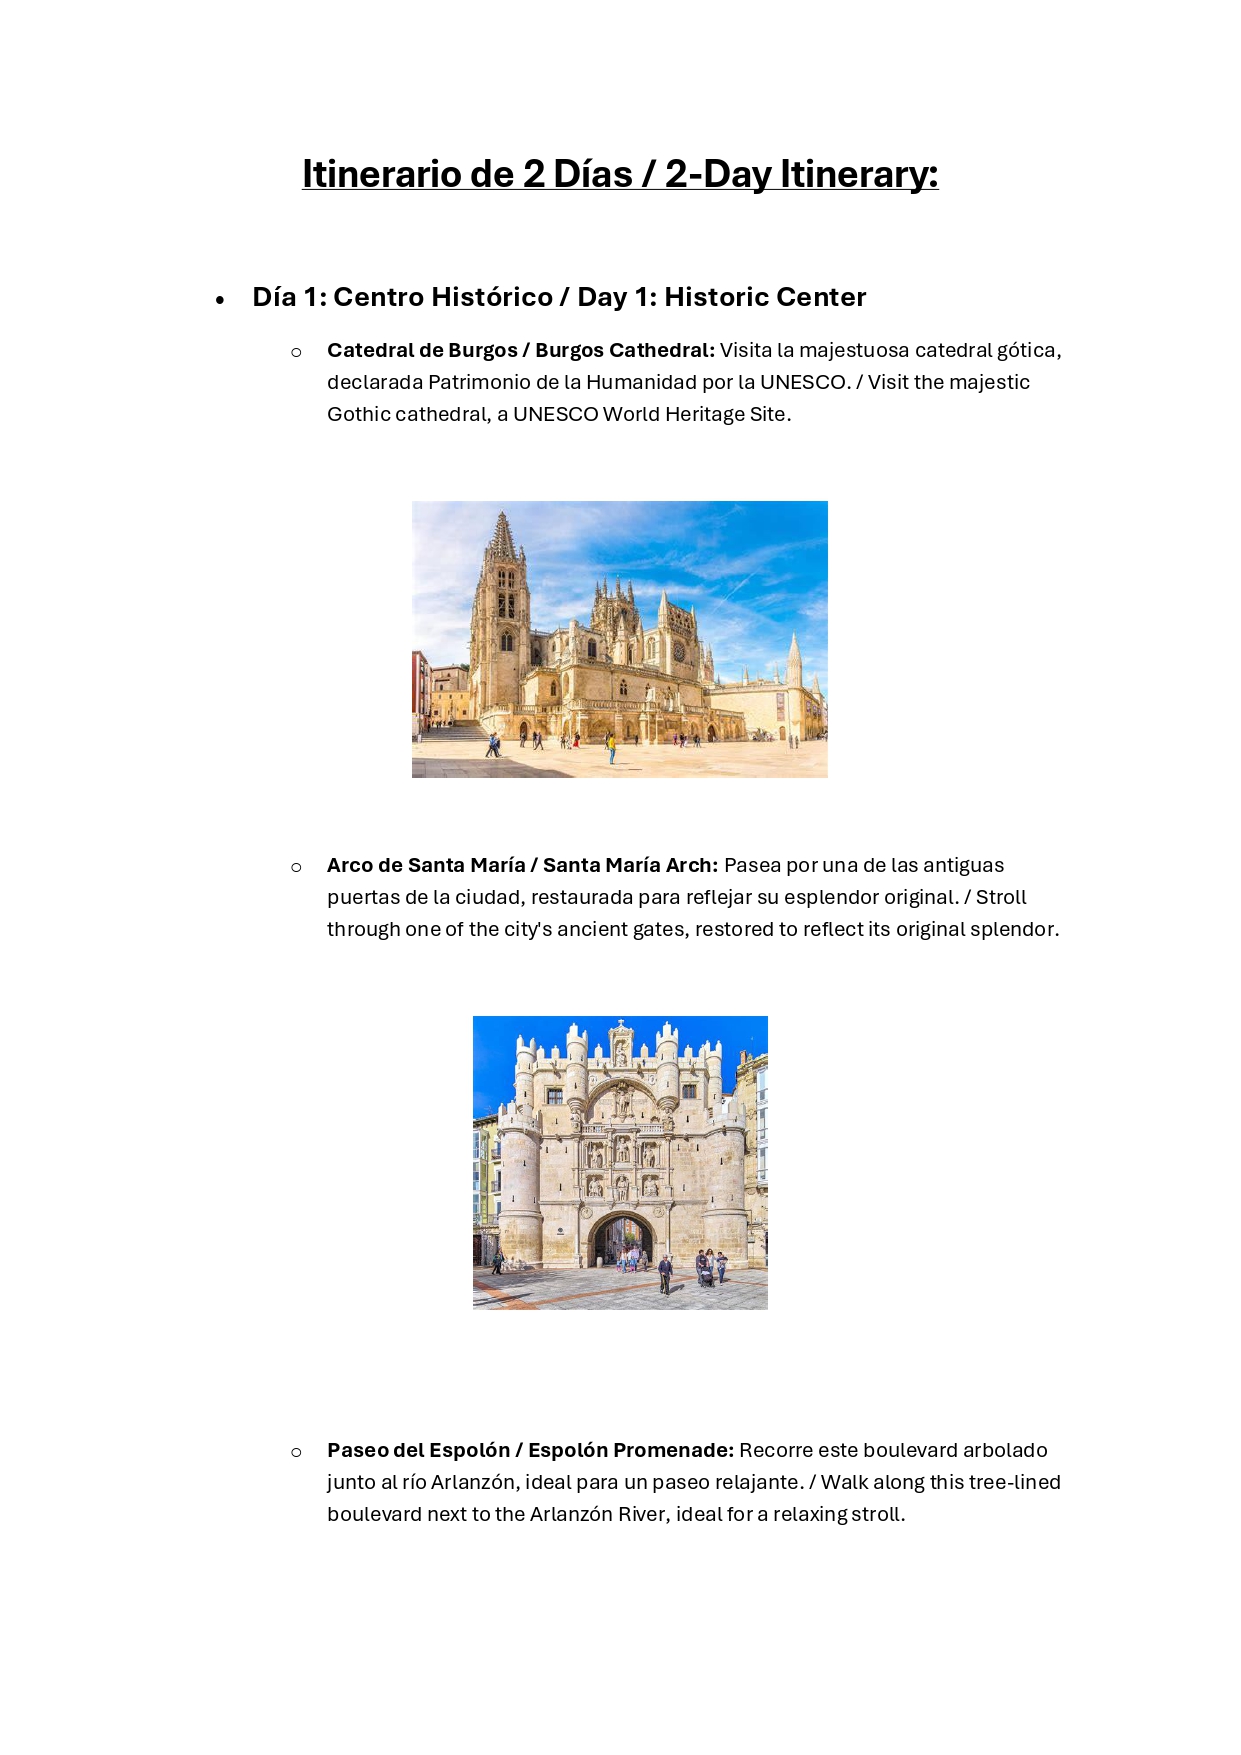 Itinerario de 2 Días / 2-Day Itinerary:
• Día 1: Centro Histórico / Day 1: Historic Center
o Catedral de Burgos / Burgos Cathedral: Visita la majestuosa catedral gótica,
declarada Patrimonio de la Humanidad por la UNESCO. / Visit the majestic
Gothic cathedral, a UNESCO World Heritage Site.
o Arco de Santa María / Santa María Arch: Pasea por una de las antiguas
puertas de la ciudad, restaurada para reflejar su esplendor original. / Stroll
through one of the city's ancient gates, restored to reflect its original splendor.
o Paseo del Espolón / Espolón Promenade: Recorre este boulevard arbolado
junto al río Arlanzón, ideal para un paseo relajante. / Walk along this tree-lined
boulevard next to the Arlanzón River, ideal for a relaxing stroll.